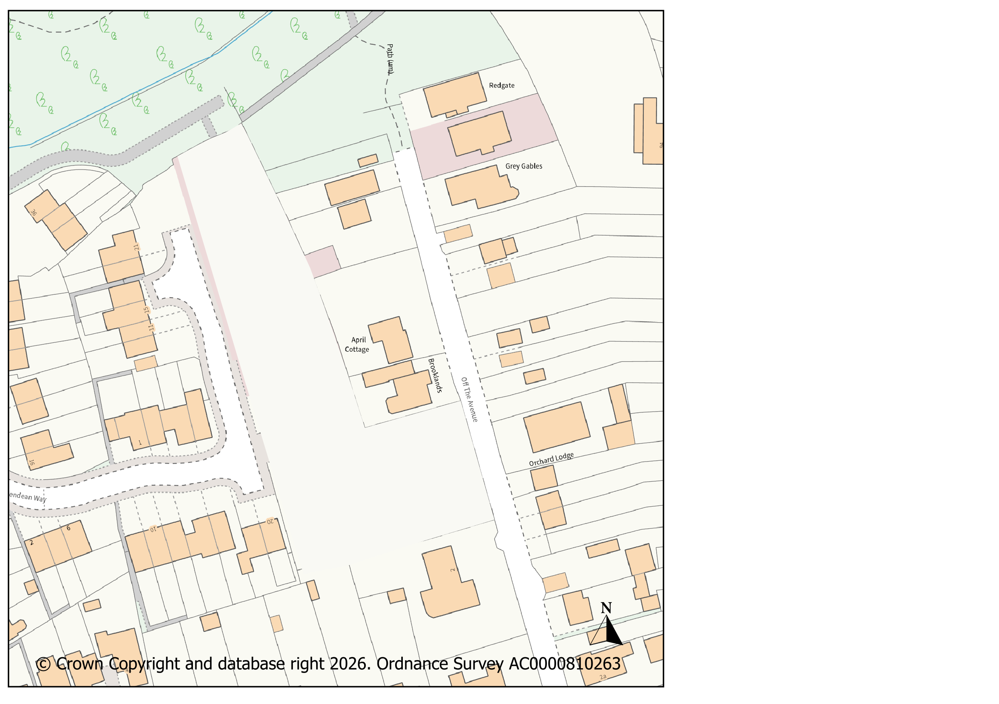 Path (um)
Redgate
Grey Gables
36
21
15
11
April
Cottage
Brooklands
Off The Avenue
1
16
Orchard Lodge
endean Way
6
2
10
20
2
N
© Crown Copyright and database right 2026. Ordnance Survey AC0000810263
2a